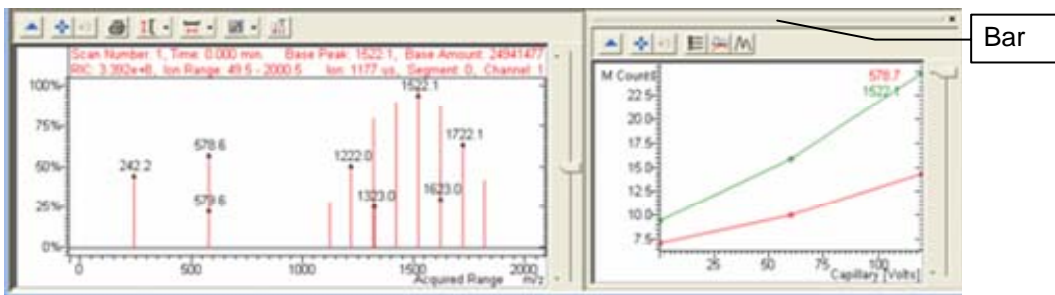 Bar
Scan Number: 1, Time: 0.000 min. Base Peak: 1522.1, Base Amount: 24941477
RIC: 3.392e+8, Ion Range: 49.5 - 2000.5 Ion: 1177 us, Segment: 0, Channel: 1
100%
75%
50%
25%
0%
242.2
578.6
579.6
1222.0
1323.0
1522.1
1623.0
1722.1
0 500 1000 1500 2000
Acquired Range m/z
M Counts
578.7
1522.1
22.5
20.0
17.5
15.0
12.5
10.0
7.5
25 50 75 100
Capillary [Volts]